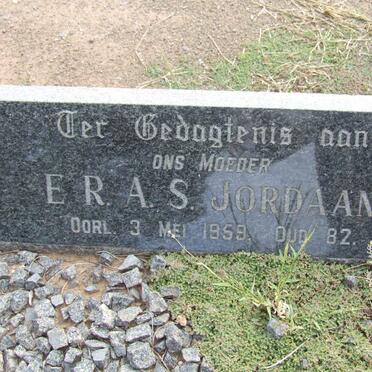 Ter Gedagtenis aan
ONS MOEDER
E.R.A.S. JORDAAN
OORL. 3 MEI 1959. OUD 82.